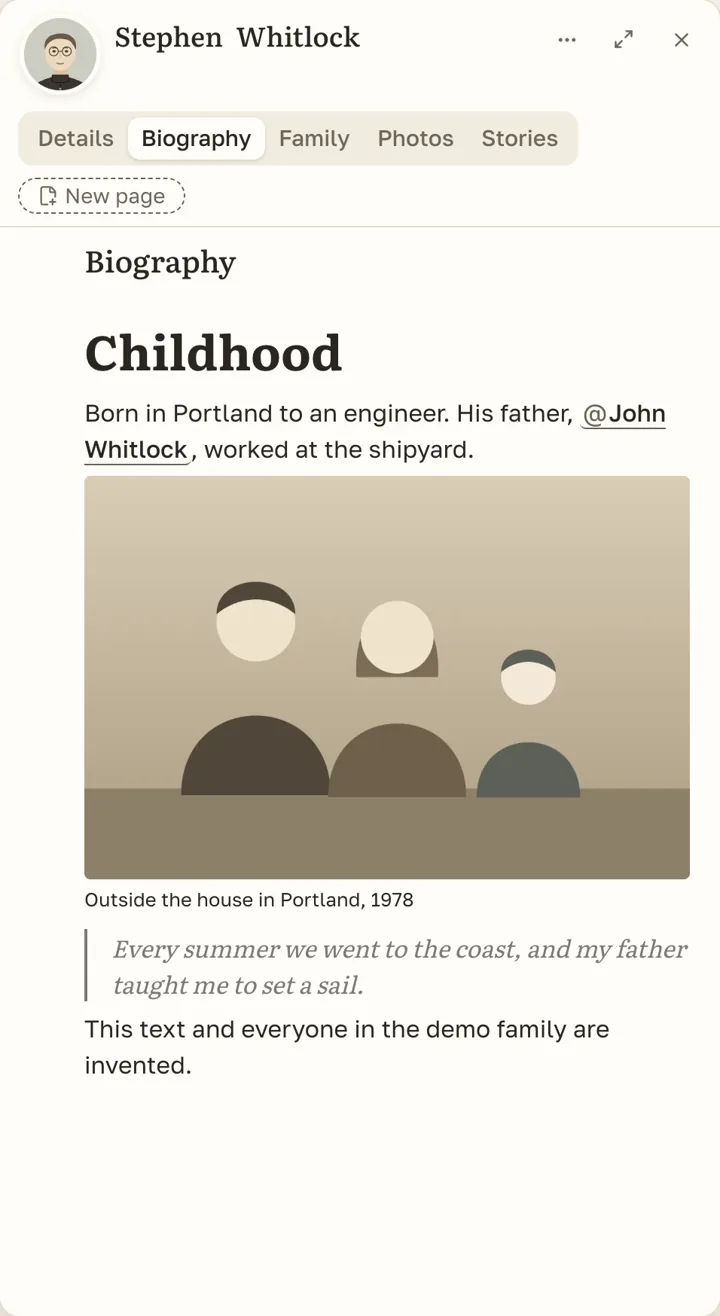 Stephen Whitlock
Details Biography Family Photos Stories
New page
Biography
Childhood
Born in Portland to an engineer. His father, @John
Whitlock, worked at the shipyard.
Outside the house in Portland, 1978
Every summer we went to the coast, and my father
taught me to set a sail.
This text and everyone in the demo family are
invented.